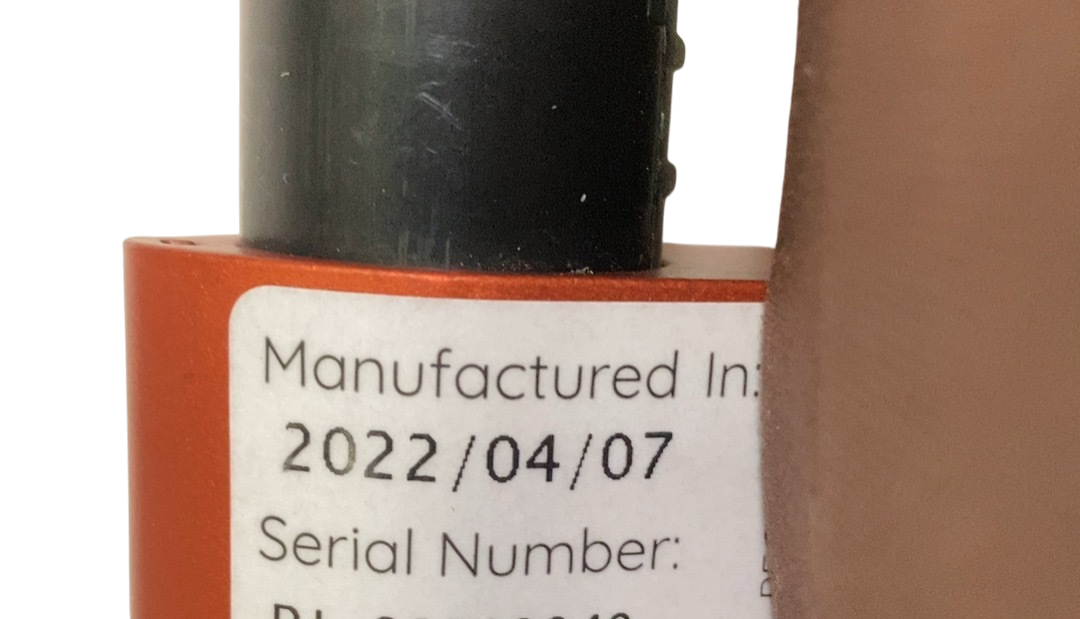 Manufactured In:
2022/04/07
Serial Number: